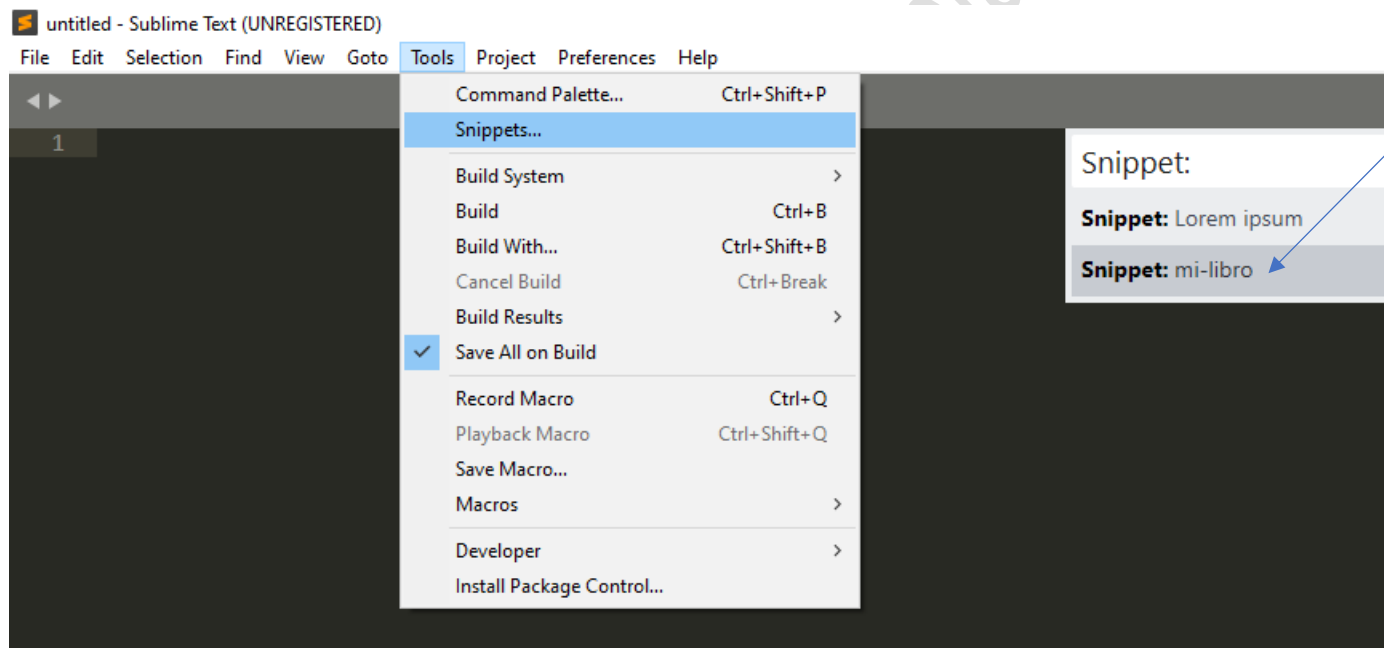 untitled - Sublime Text (UNREGISTERED)
File Edit Selection Find View Goto Tools Project Preferences Help
1
Command Palette... Ctrl+Shift+P
Snippets...
Build System
Build Ctrl+B
Build With... Ctrl+Shift+B
Cancel Build Ctrl+Break
Build Results
Save All on Build
Record Macro Ctrl+Q
Playback Macro Ctrl+Shift+Q
Save Macro...
Macros
Developer
Install Package Control...
Snippet:
Snippet: Lorem ipsum
Snippet: mi-libro